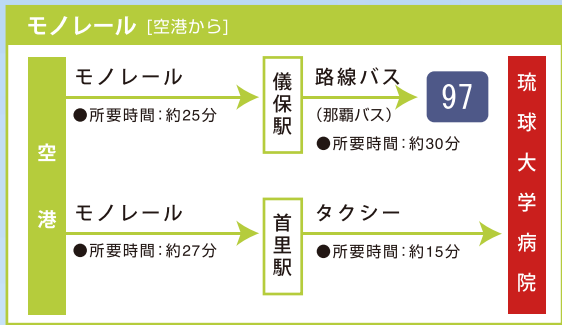 モノレール [空港から]
空港
モノレール
●所要時間：約25分
儀保駅
路線バス
(那覇バス)
●所要時間：約30分
97
モノレール
●所要時間：約27分
首里駅
タクシー
●所要時間：約15分
琉球大学病院